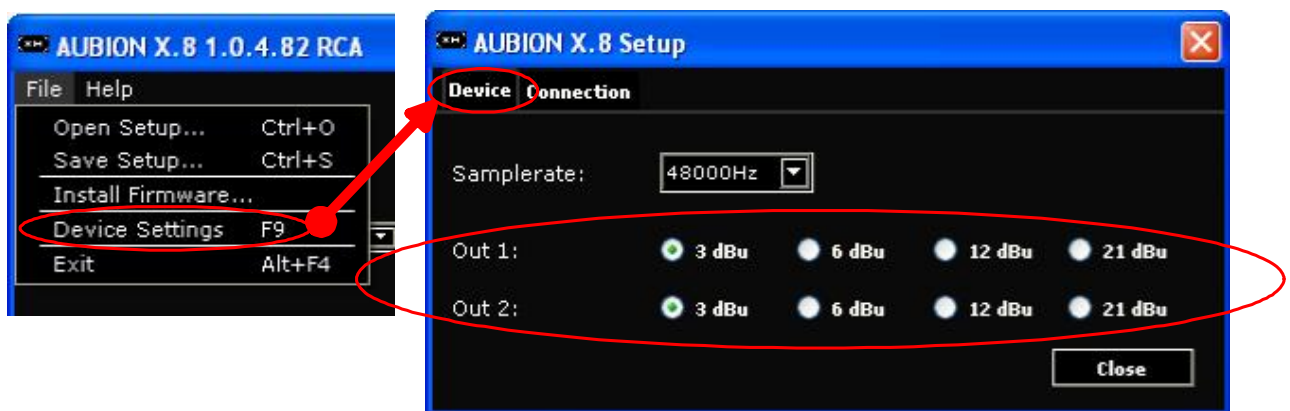 AUBION X.8 1.0.4.82 RCA
File Help
Open Setup... Ctrl+O
Save Setup... Ctrl+S
Install Firmware...
Device Settings F9
Exit Alt+F4
AUBION X.8 Setup
Device Connection
Samplerate: 48000Hz
Out 1: 3 dBu 6 dBu 12 dBu 21 dBu
Out 2: 3 dBu 6 dBu 12 dBu 21 dBu
Close